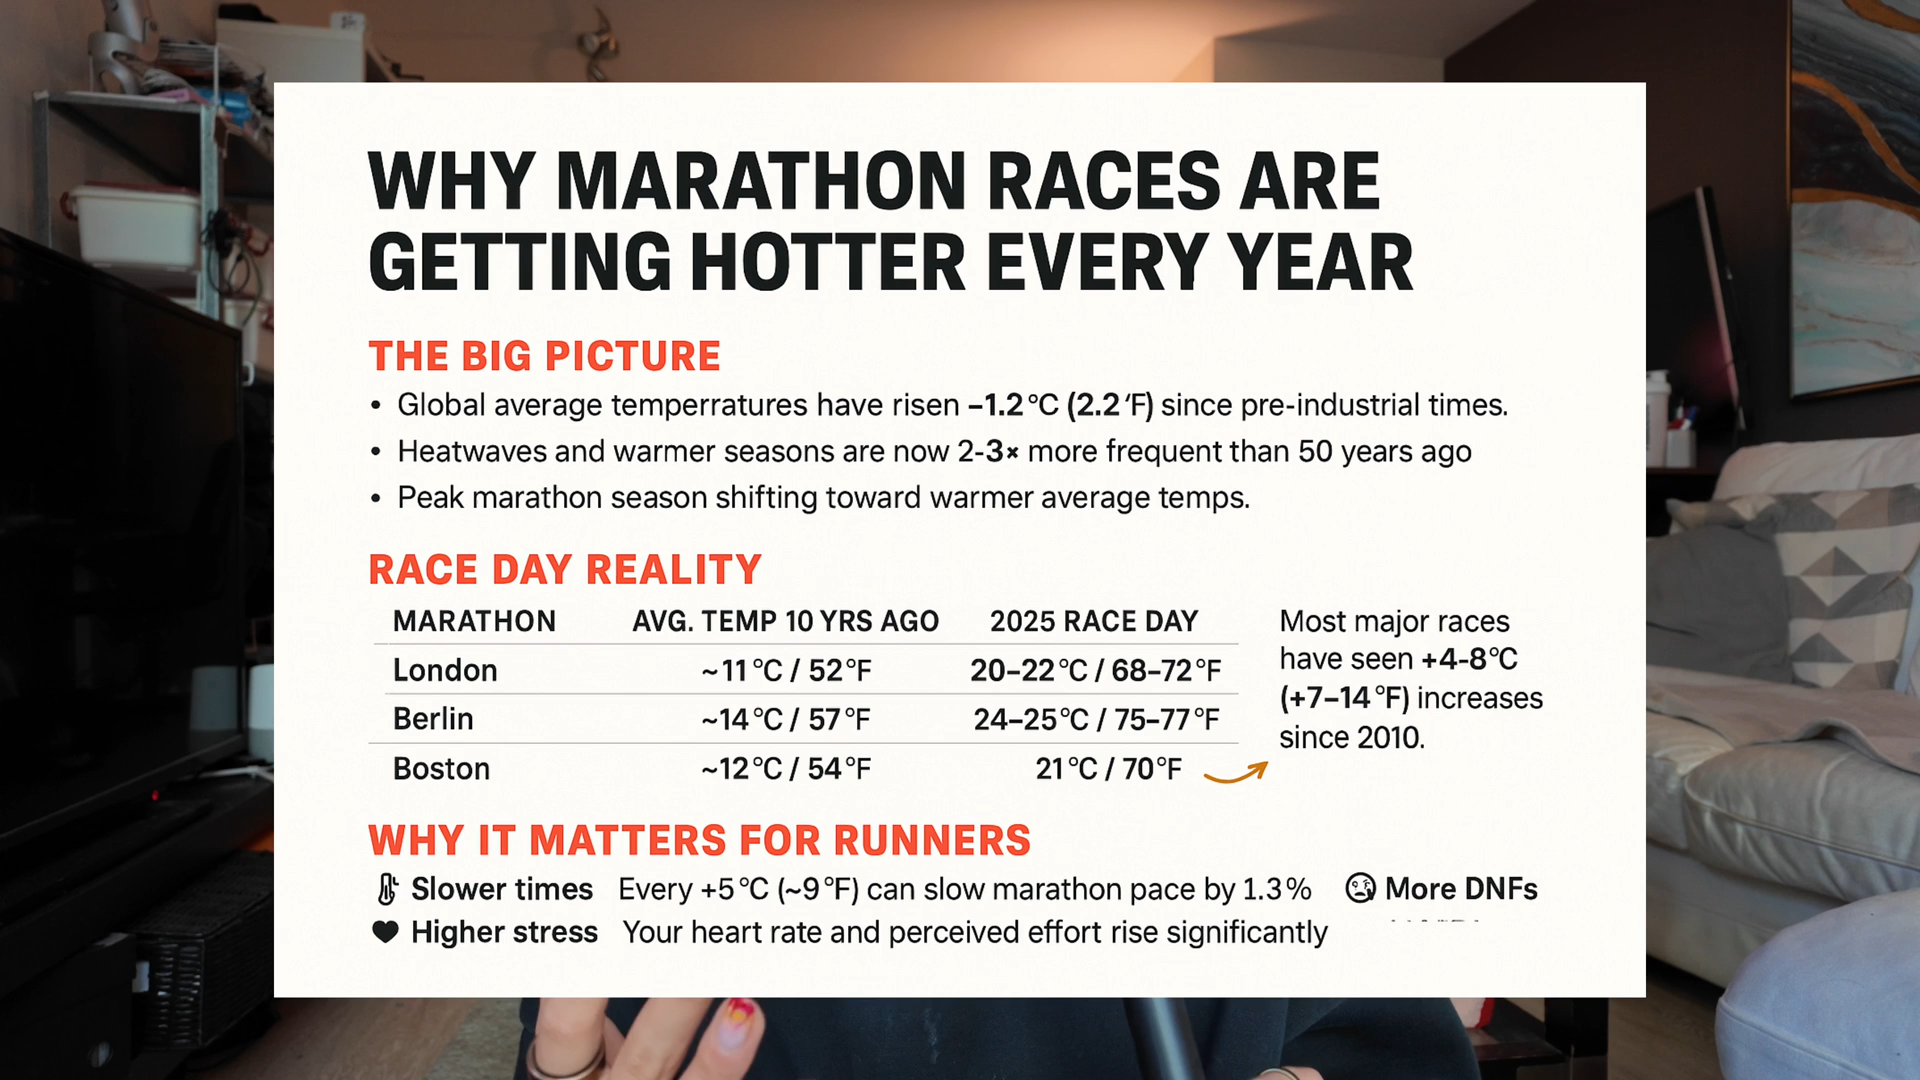 WHY MARATHON RACES ARE
GETTING HOTTER EVERY YEAR
THE BIG PICTURE
• Global average temperratures have risen –1.2°C (2.2‘F) since pre-industrial times.
• Heatwaves and warmer seasons are now 2-3× more frequent than 50 years ago
• Peak marathon season shifting toward warmer average temps.
RACE DAY REALITY
MARATHON AVG. TEMP 10 YRS AGO 2025 RACE DAY
London ~11°C / 52°F 20–22°C / 68–72°F
Berlin ~14°C / 57°F 24–25°C / 75–77°F
Boston ~12°C / 54°F 21°C / 70°F
Most major races
have seen +4-8°C
(+7–14°F) increases
since 2010.
WHY IT MATTERS FOR RUNNERS
Slower times Every +5°C (~9°F) can slow marathon pace by 1.3%
More DNFs
Higher stress Your heart rate and perceived effort rise significantly